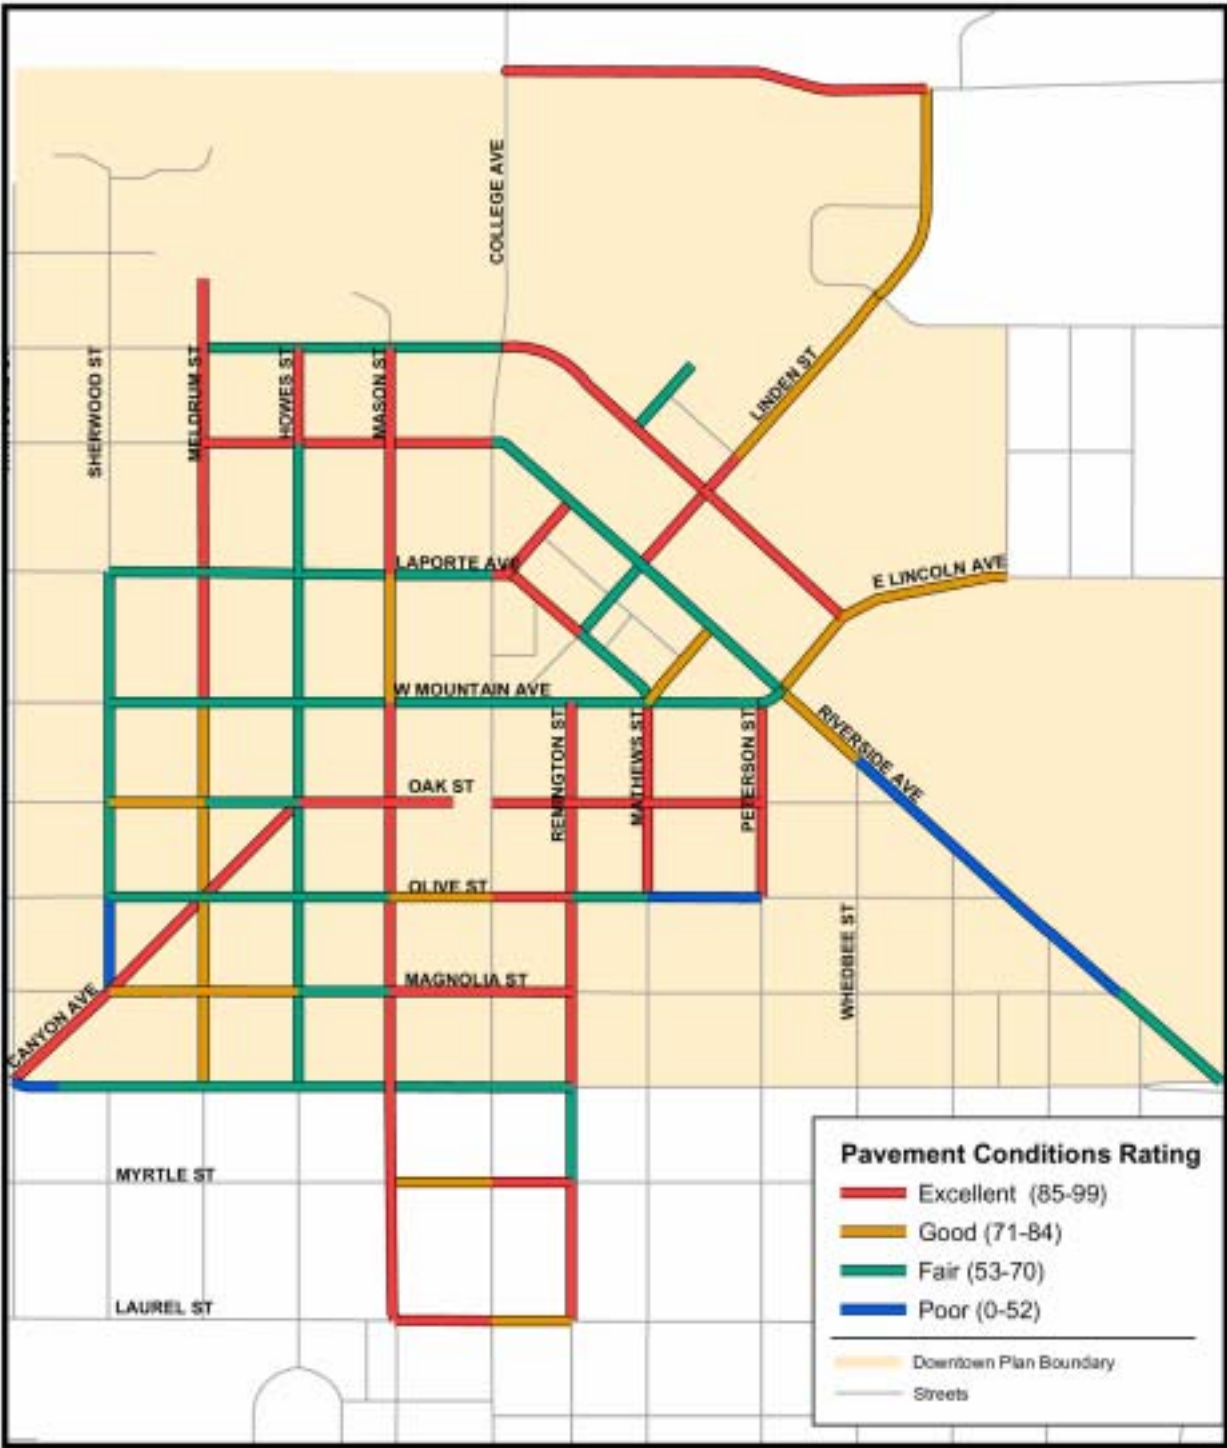 COLLEGE AVE
SHERWOOD ST
MELDRUM ST
HOWES ST
MASON ST
LINDEN ST
LAPORTE AVE
E LINCOLN AVE
W MOUNTAIN AVE
REMINGTON ST
MATHEWS ST
PETERSON ST
RIVERSIDE AVE
OAK ST
OLIVE ST
WHEDBEE ST
MAGNOLIA ST
CANYON AVE
MYRTLE ST
LAUREL ST
Pavement Conditions Rating
Excellent (85-99)
Good (71-84)
Fair (53-70)
Poor (0-52)
Downtown Plan Boundary
Streets